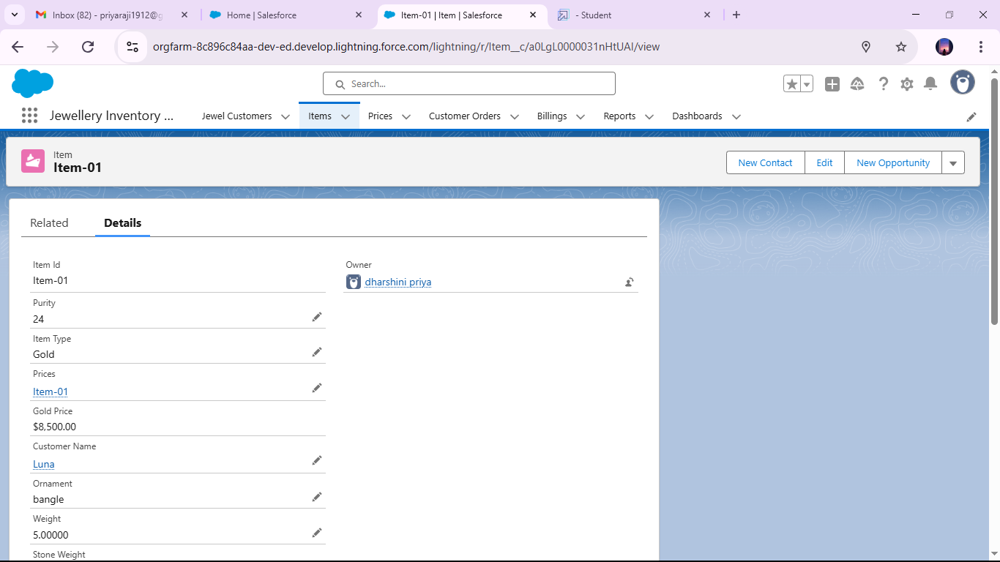 Inbox (82) - priyaraji1912@g
Home | Salesforce
Item-01 | Item | Salesforce
- Student
orgfarm-8c896c84aa-dev-ed.develop.lightning.force.com/lightning/r/Item__c/a0LgL0000031nHtUAI/view
Search...
Jewellery Inventory ...
Jewel Customers
Items
Prices
Customer Orders
Billings
Reports
Dashboards
Item
Item-01
New Contact
Edit
New Opportunity
Related
Details
Item Id
Item-01
Owner
dharshini priya
Purity
24
Item Type
Gold
Prices
Item-01
Gold Price
$8,500.00
Customer Name
Luna
Ornament
bangle
Weight
5.00000
Stone Weight